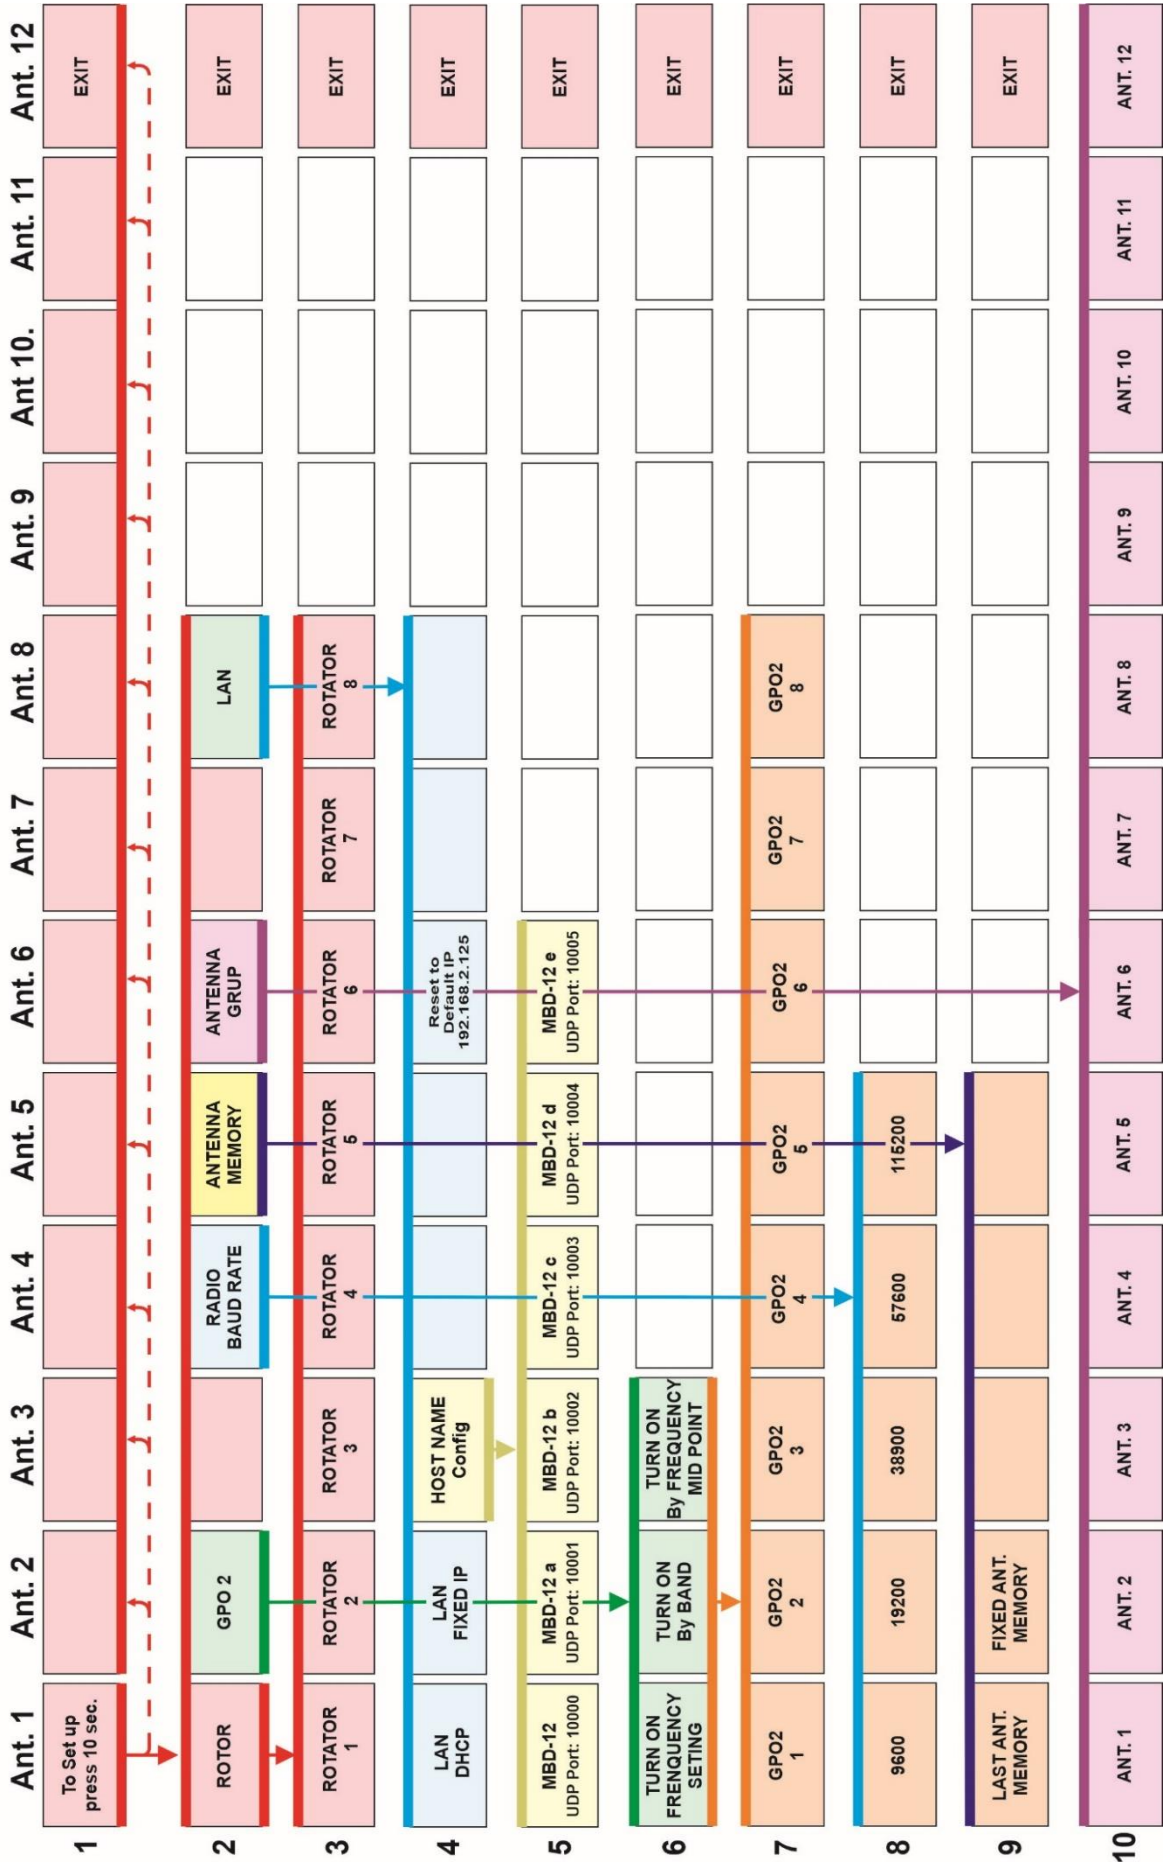 Ant. 1
Ant. 2
Ant. 3
Ant. 4
Ant. 5
Ant. 6
Ant. 7
Ant. 8
Ant. 9
Ant 10.
Ant. 11
Ant. 12
1
To Set up
press 10 sec.
EXIT
2
ROTOR
GPO 2
RADIO
BAUD RATE
ANTENNA
MEMORY
ANTENNA
GRUP
LAN
EXIT
3
ROTATOR
1
ROTATOR
2
ROTATOR
3
ROTATOR
4
ROTATOR
5
ROTATOR
6
ROTATOR
7
ROTATOR
8
EXIT
4
LAN
DHCP
LAN
FIXED IP
HOST NAME
Config
Reset to
Default IP
192.168.2.125
EXIT
5
MBD-12
UDP Port: 10000
MBD-12 a
UDP Port: 10001
MBD-12 b
UDP Port: 10002
MBD-12 c
UDP Port: 10003
MBD-12 d
UDP Port: 10004
MBD-12 e
UDP Port: 10005
EXIT
6
TURN ON
FRENQUENCY
SETING
TURN ON
By BAND
TURN ON
By FREQUENCY
MID POINT
EXIT
7
GPO2
1
GPO2
2
GPO2
3
GPO2
4
GPO2
5
GPO2
6
GPO2
7
GPO2
8
EXIT
8
9600
19200
38900
57600
115200
EXIT
9
LAST ANT.
MEMORY
FIXED ANT.
MEMORY
EXIT
10
ANT. 1
ANT. 2
ANT. 3
ANT. 4
ANT. 5
ANT. 6
ANT. 7
ANT. 8
ANT. 9
ANT. 10
ANT. 11
ANT. 12